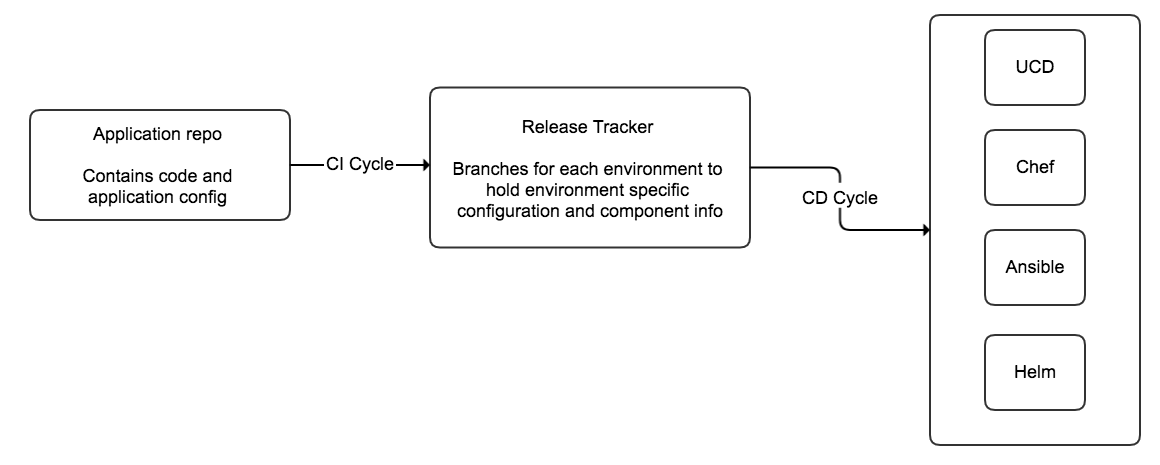 Application repo
Contains code and
application config
CI Cycle
Release Tracker
Branches for each environment to
hold environment specific
configuration and component info
CD Cycle
UCD
Chef
Ansible
Helm